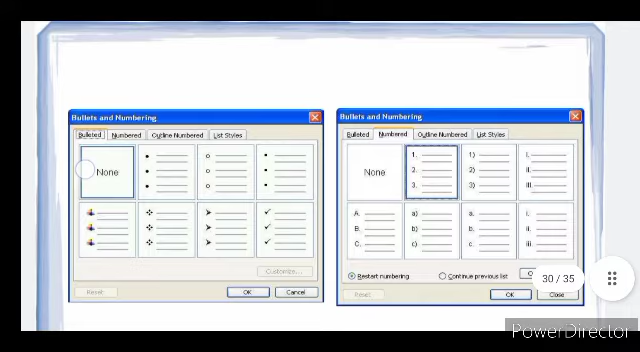 Bullets and Numbering
Bulleted Numbered Outline Numbered List Styles
None
Customize...
Reset OK Cancel
Bullets and Numbering
Bulleted Numbered Outline Numbered List Styles
None
1. 1) I.
2. 2) II.
3. 3) III.
A. a) a. i.
B. b) b. ii.
C. c) c. iii.
Restart numbering Continue previous list
Reset OK Close
30 / 35
PowerDirector